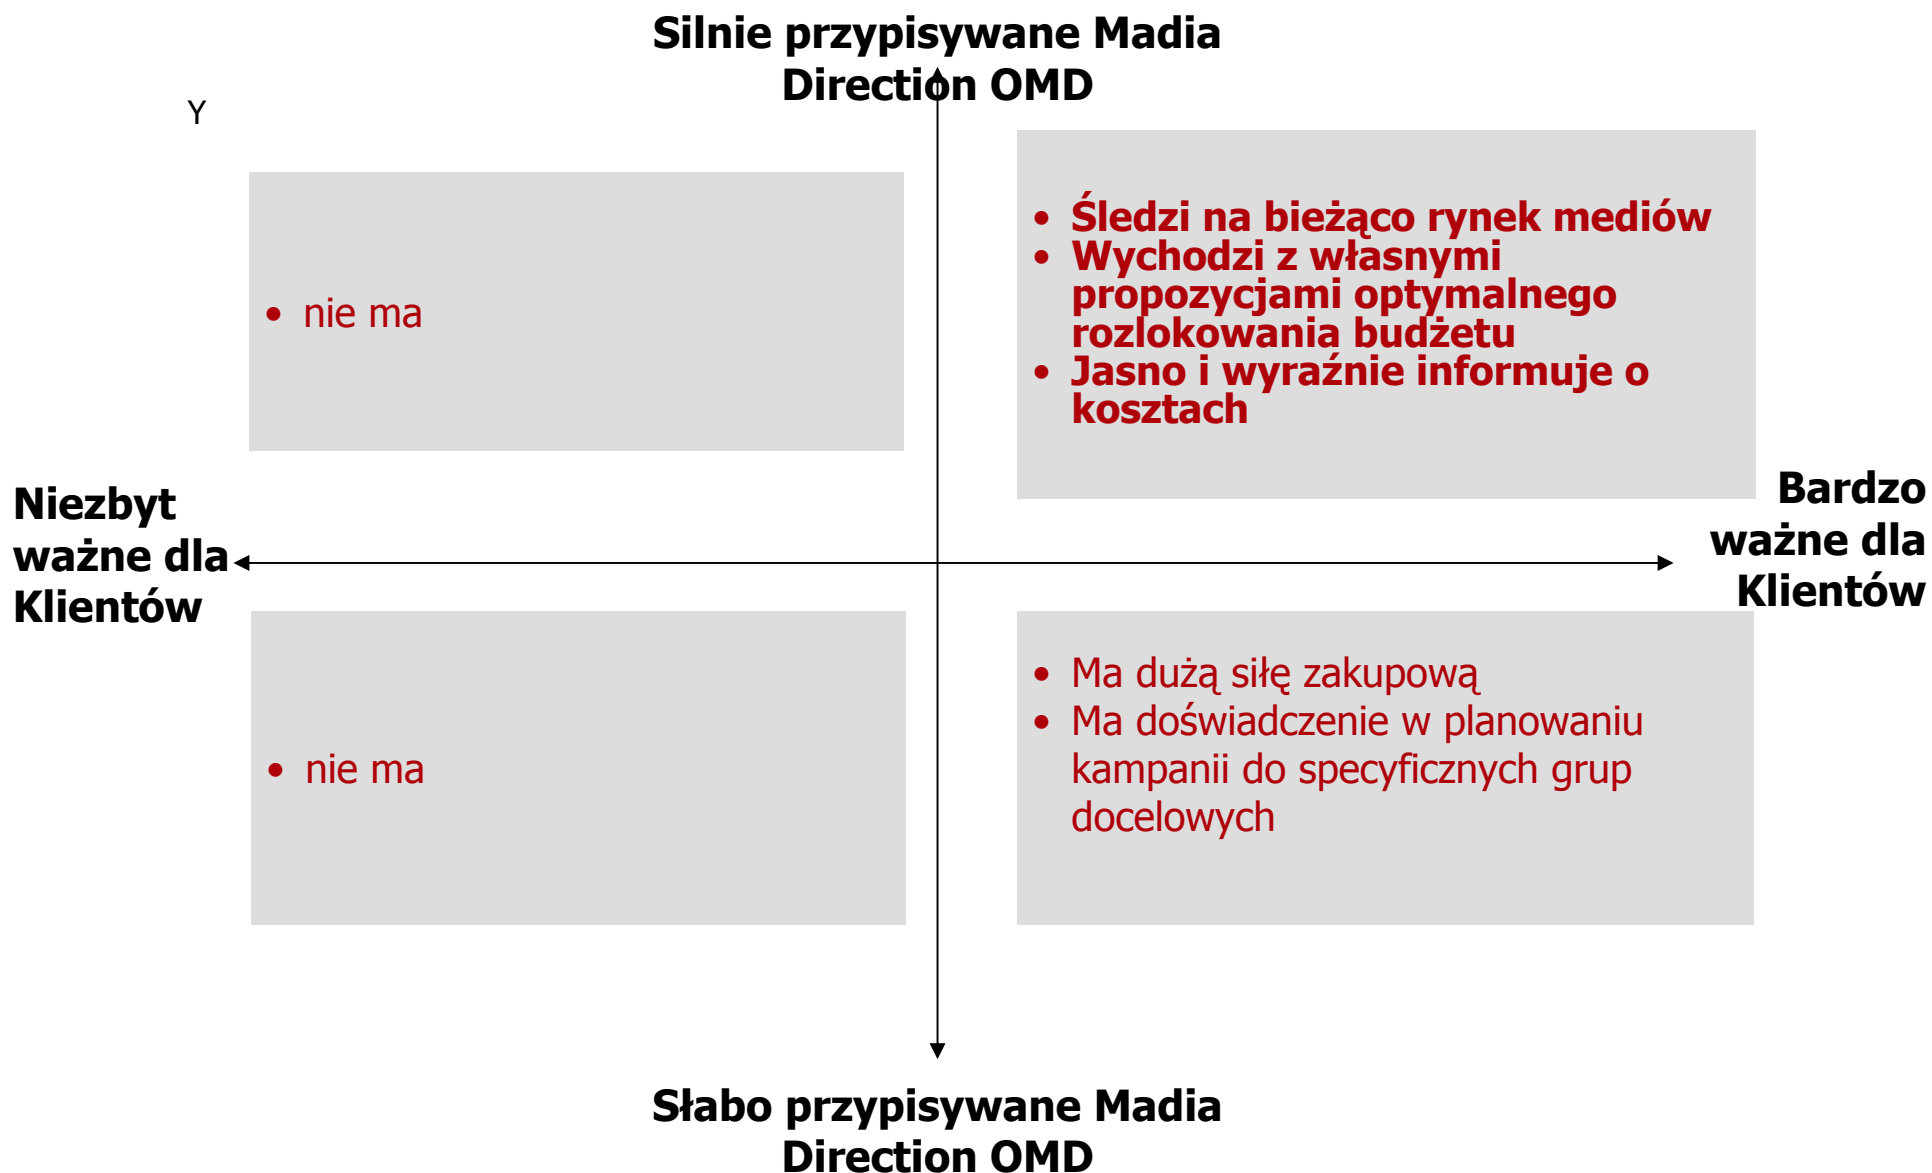 Silnie przypisywane Madia
Direction OMD
Y
• nie ma
• Śledzi na bieżąco rynek mediów
• Wychodzi z własnymi
propozycjami optymalnego
rozlokowania budżetu
• Jasno i wyraźnie informuje o
kosztach
Niezbyt
ważne dla
Klientów
Bardzo
ważne dla
Klientów
• nie ma
• Ma dużą siłę zakupową
• Ma doświadczenie w planowaniu
kampanii do specyficznych grup
docelowych
Słabo przypisywane Madia
Direction OMD